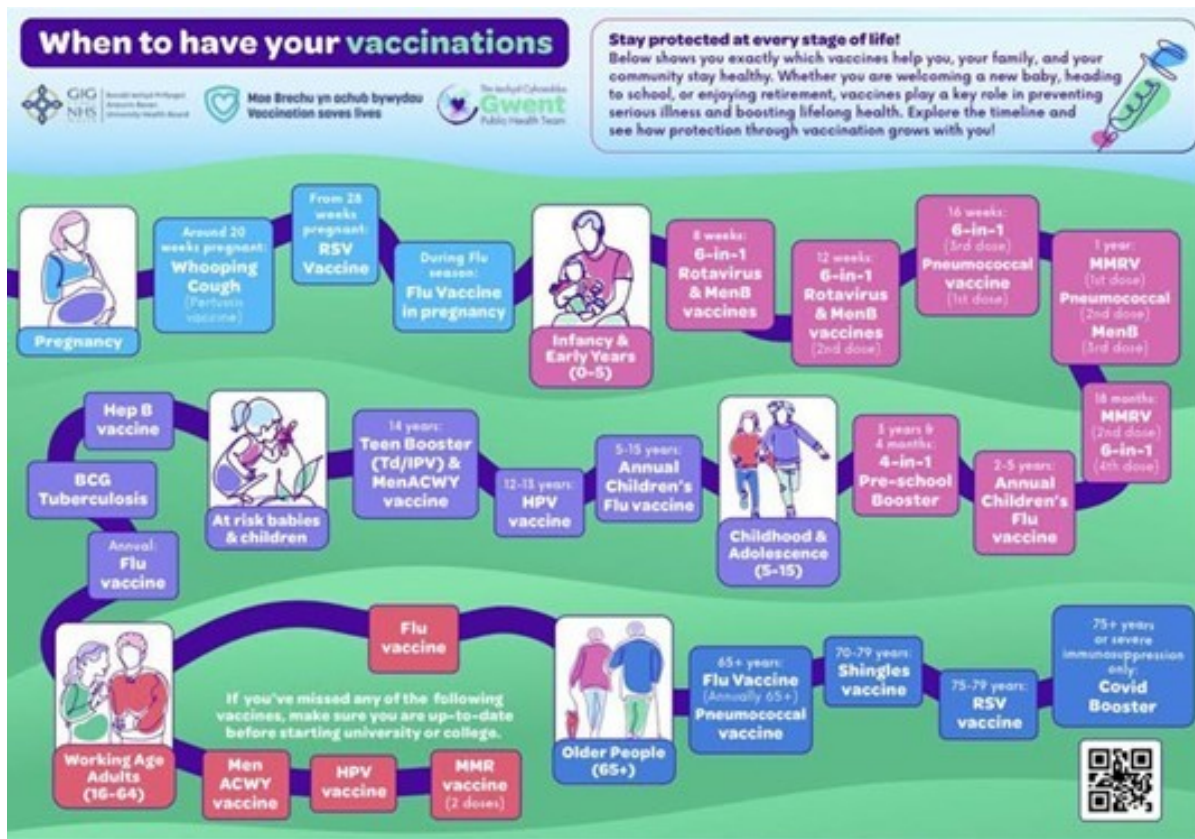 When to have your vaccinations
Stay protected at every stage of life!
Below shows you exactly which vaccines help you, your family, and your
community stay healthy. Whether you are welcoming a new baby, heading
to school, or enjoying retirement, vaccines play a key role in preventing
serious illness and boosting lifelong health. Explore the timeline and
see how protection through vaccination grows with you!
GIG
NHS
Bwrdd Iechyd Prifysgol
Aneurin Bevan
University Health Board
Mae Brechu yn achub bywydau
Vaccination saves lives
Gwent
Public Health Team
Pregnancy
Around 20
weeks pregnant:
Whooping
Cough
(Pertussis
vaccine)
From 28
weeks
pregnant:
RSV
Vaccine
During Flu
season:
Flu Vaccine
in pregnancy
Infancy &
Early Years
(0-5)
8 weeks:
6-in-1
Rotavirus
& MenB
vaccines
12 weeks:
6-in-1
Rotavirus
& MenB
vaccines
(2nd dose)
16 weeks:
6-in-1
(3rd dose)
Pneumococcal
vaccine
(1st dose)
1 year:
MMRV
(1st dose)
Pneumococcal
(2nd dose)
MenB
(3rd dose)
18 months:
MMRV
(2nd dose)
6-in-1
(4th dose)
2-5 years:
Annual
Children's
Flu
vaccine
3 years &
4 months:
4-in-1
Pre-school
Booster
Childhood &
Adolescence
(5-15)
5-15 years:
Annual
Children's
Flu vaccine
12-13 years:
HPV
vaccine
14 years:
Teen Booster
(Td/IPV) &
MenACWY
vaccine
At risk babies
& children
Hep B
vaccine
BCG
Tuberculosis
Annual:
Flu
vaccine
Working Age
Adults
(16-64)
Flu
vaccine
If you've missed any of the following
vaccines, make sure you are up-to-date
before starting university or college.
Men
ACWY
vaccine
HPV
vaccine
MMR
vaccine
(2 doses)
Older People
(65+)
65+ years:
Flu Vaccine
(Annually 65+)
Pneumococcal
vaccine
70-79 years:
Shingles
vaccine
75-79 years:
RSV
vaccine
75+ years
or severe
immunosuppression
only:
Covid
Booster